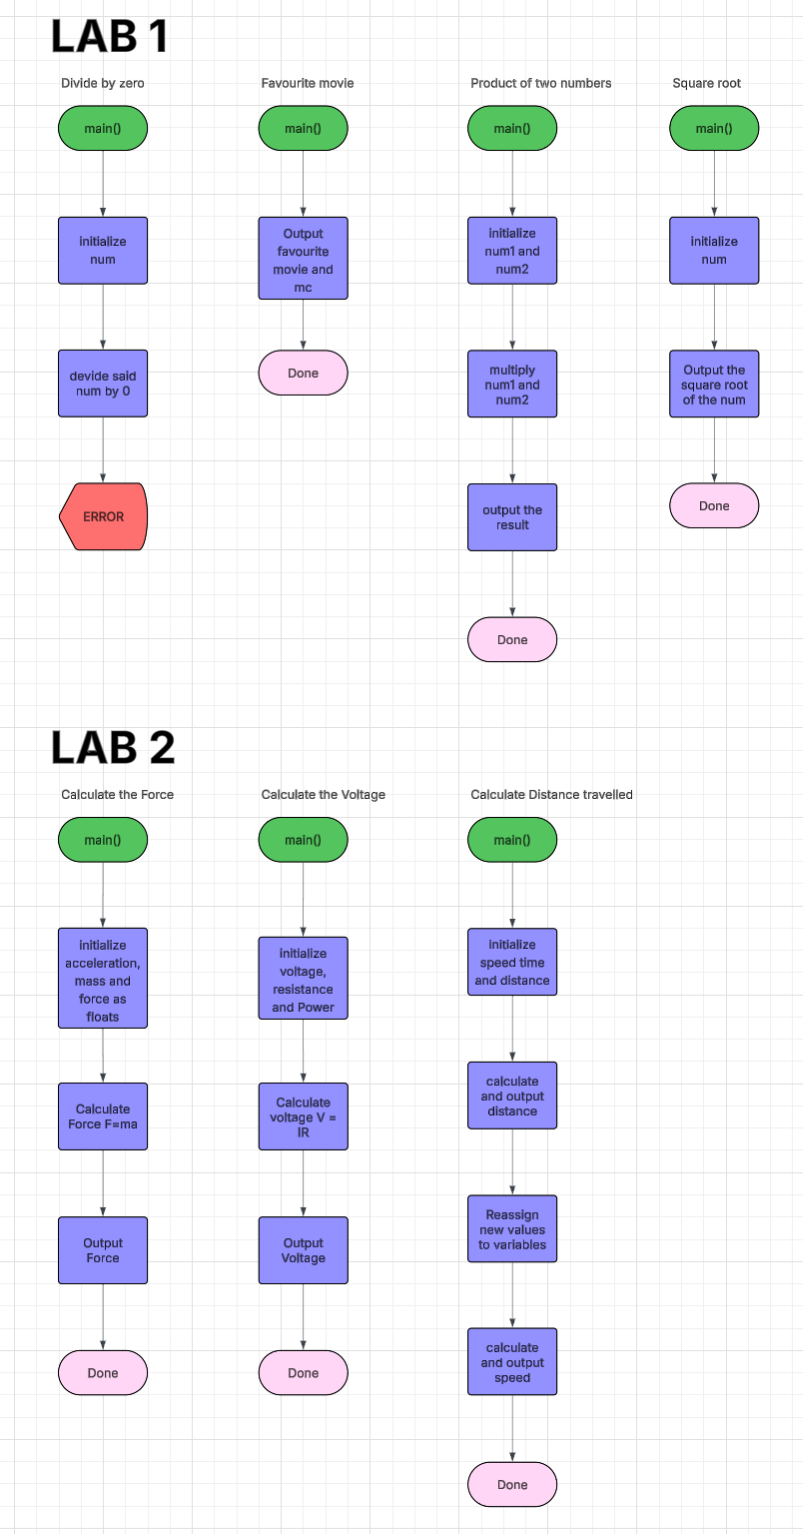 LAB 1
Divide by zero
main()
initialize
num
devide said
num by 0
ERROR
Favourite movie
main()
Output
favourite
movie and
mc
Done
Product of two numbers
main()
initialize
num1 and
num2
multiply
num1 and
num2
output the
result
Done
Square root
main()
initialize
num
Output the
square root
of the num
Done
LAB 2
Calculate the Force
main()
initialize
acceleration,
mass and
force as
floats
Calculate
Force F=ma
Output
Force
Done
Calculate the Voltage
main()
initialize
voltage,
resistance
and Power
Calculate
voltage V =
IR
Output
Voltage
Done
Calculate Distance travelled
main()
initialize
speed time
and distance
calculate
and output
distance
Reassign
new values
to variables
calculate
and output
speed
Done